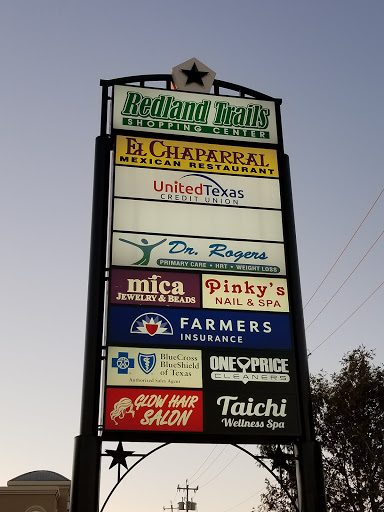 Redland Trails
SHOPPING CENTER
EL CHAPARRAL
MEXICAN RESTAURANT
UnitedTexas
CREDIT UNION
Dr. Rogers
PRIMARY CARE • HRT • WEIGHT LOSS
mica
JEWELRY & BEADS
Pinky's
NAIL & SPA
FARMERS
INSURANCE
BlueCross
BlueShield
of Texas
Authorized Sales Agent
ONE PRICE
CLEANERS
GLOW HAIR
SALON
Taichi
Wellness Spa